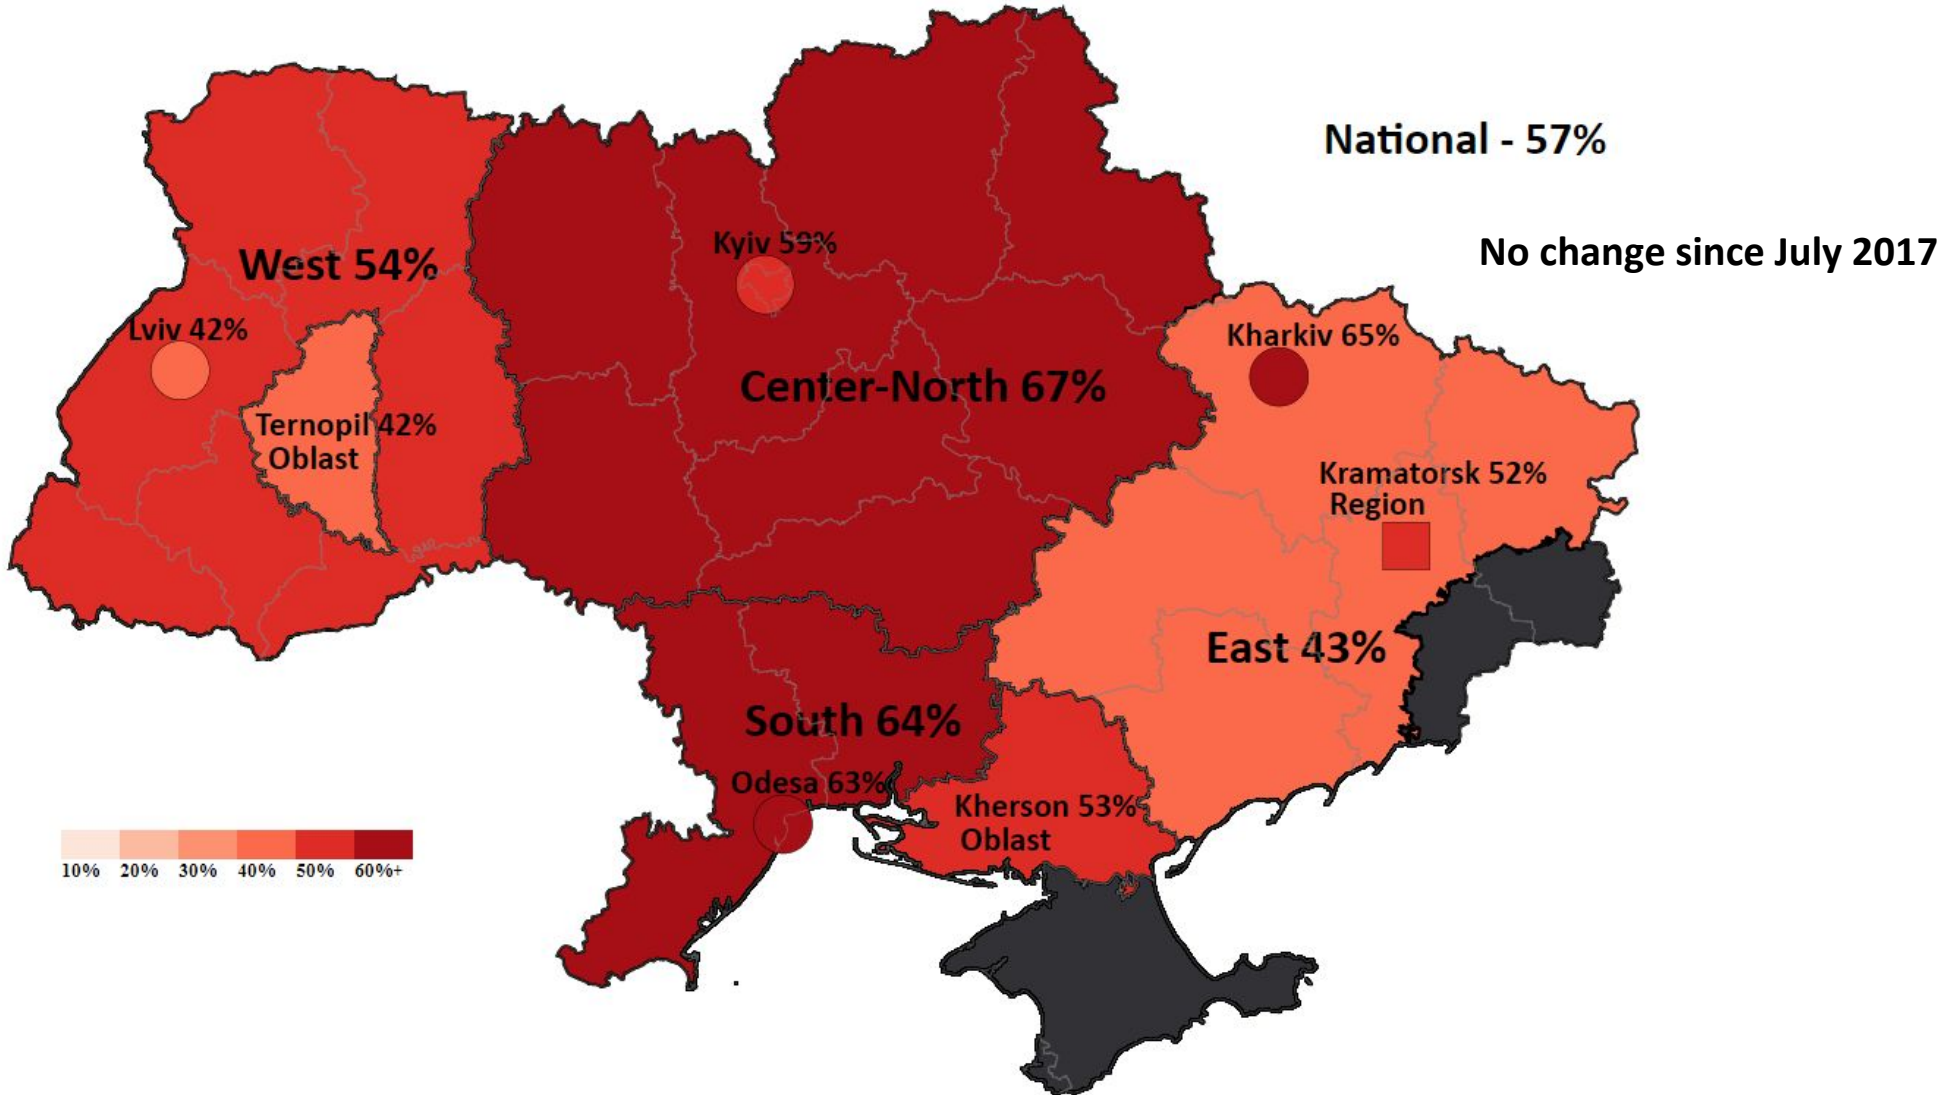 National - 57%
No change since July 2017
West 54%
Kyiv 59%
Lviv 42%
Kharkiv 65%
Center-North 67%
Ternopil 42%
Oblast
Kramatorsk 52%
Region
East 43%
South 64%
Odesa 63%
Kherson 53%
Oblast
10% 20% 30% 40% 50% 60%+